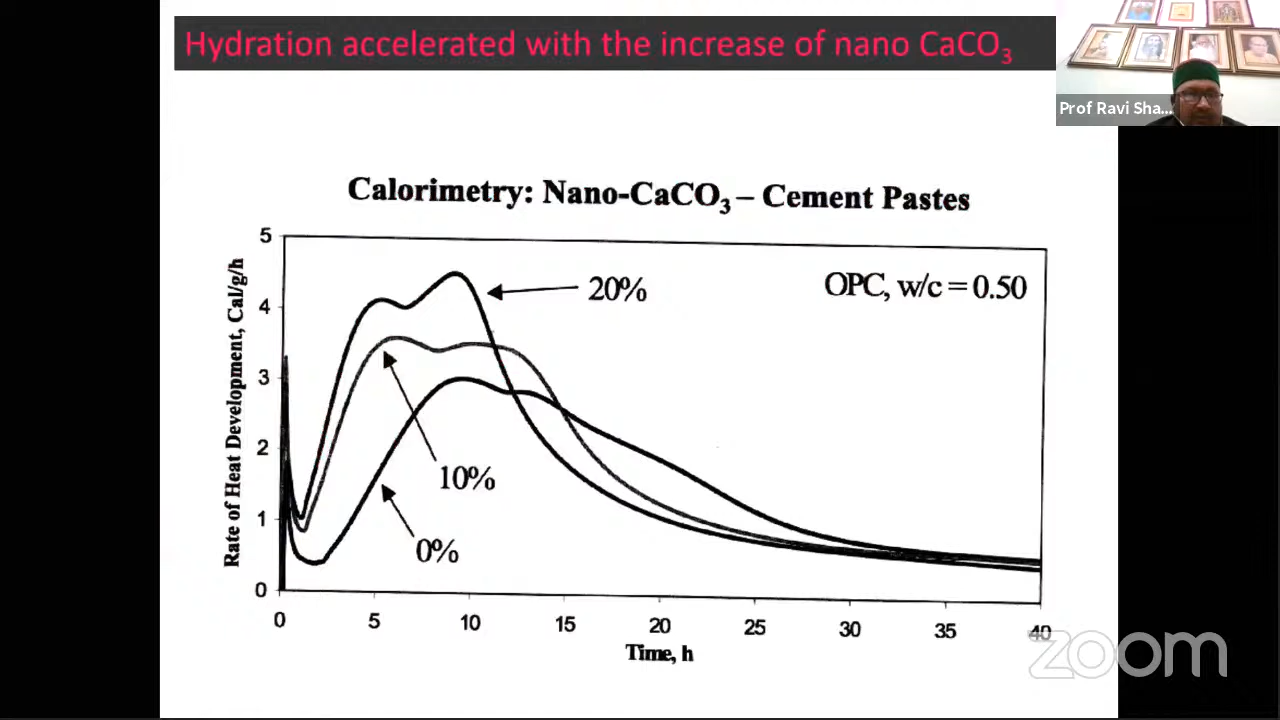 Hydration accelerated with the increase of nano CaCO₃
Prof Ravi Sha...
Calorimetry: Nano-CaCO₃ – Cement Pastes
Rate of Heat Development, Cal/g/h
5
4
3
2
1
0
20%
OPC, w/c = 0.50
10%
0%
0 5 10 15 20 25 30 35 40
Time, h
zoom